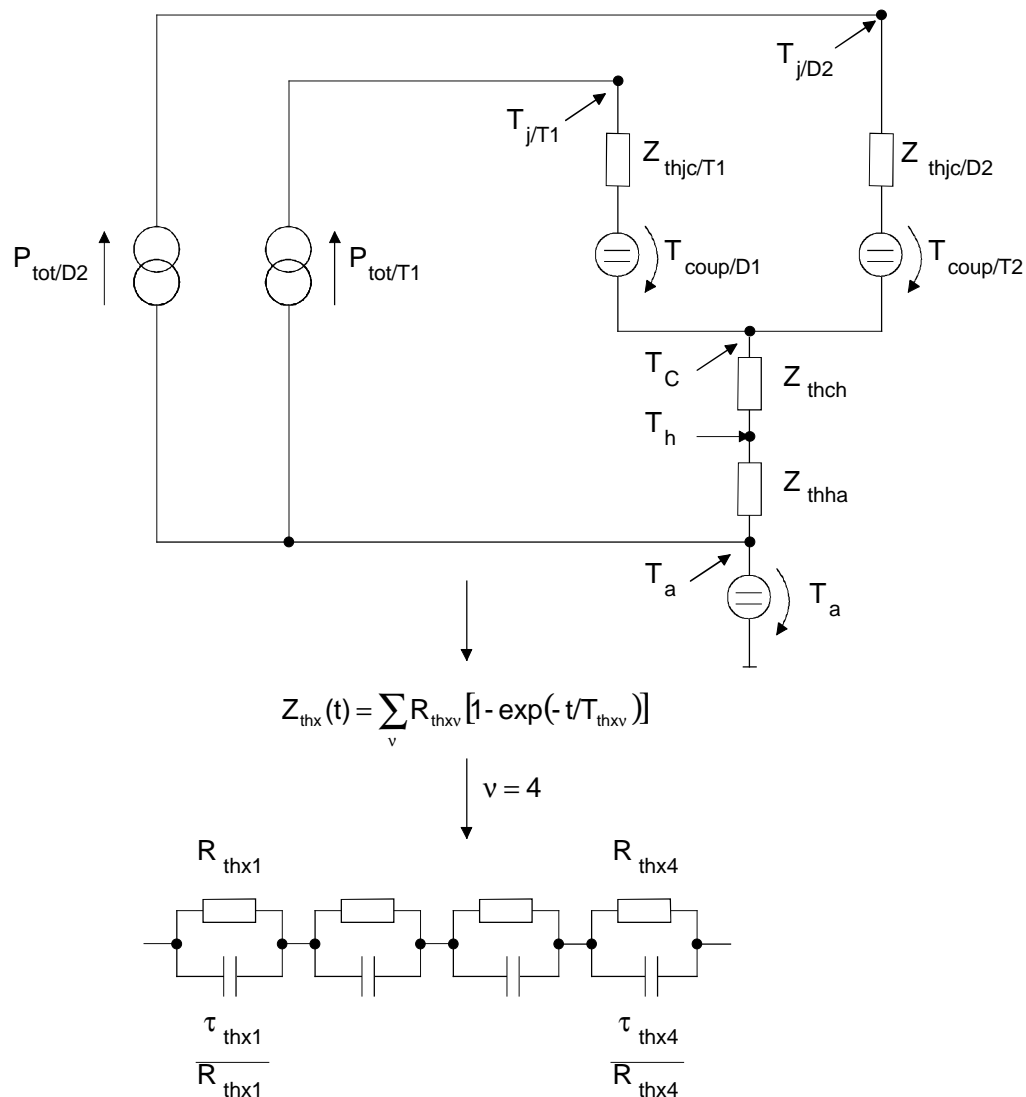 T j/D2
T j/T1
Z thjc/T1
Z thjc/D2
P tot/D2
P tot/T1
T coup/D1
T coup/T2
T C
Z thch
T h
Z thha
T a
T a
Z thx (t) = ∑ ν R thxν [1 - exp(- t/T thxν )]
ν = 4
R thx1
R thx4
τ thx1
τ thx4
R thx1
R thx4